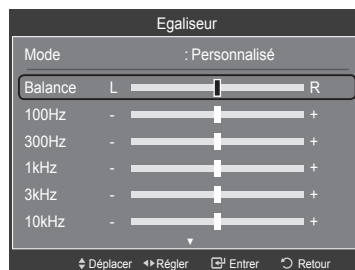 Egaliseur
Mode : Personnalisé
Balance L R
100Hz - +
300Hz - +
1kHz - +
3kHz - +
10kHz - +
Déplacer Régler Entrer Retour